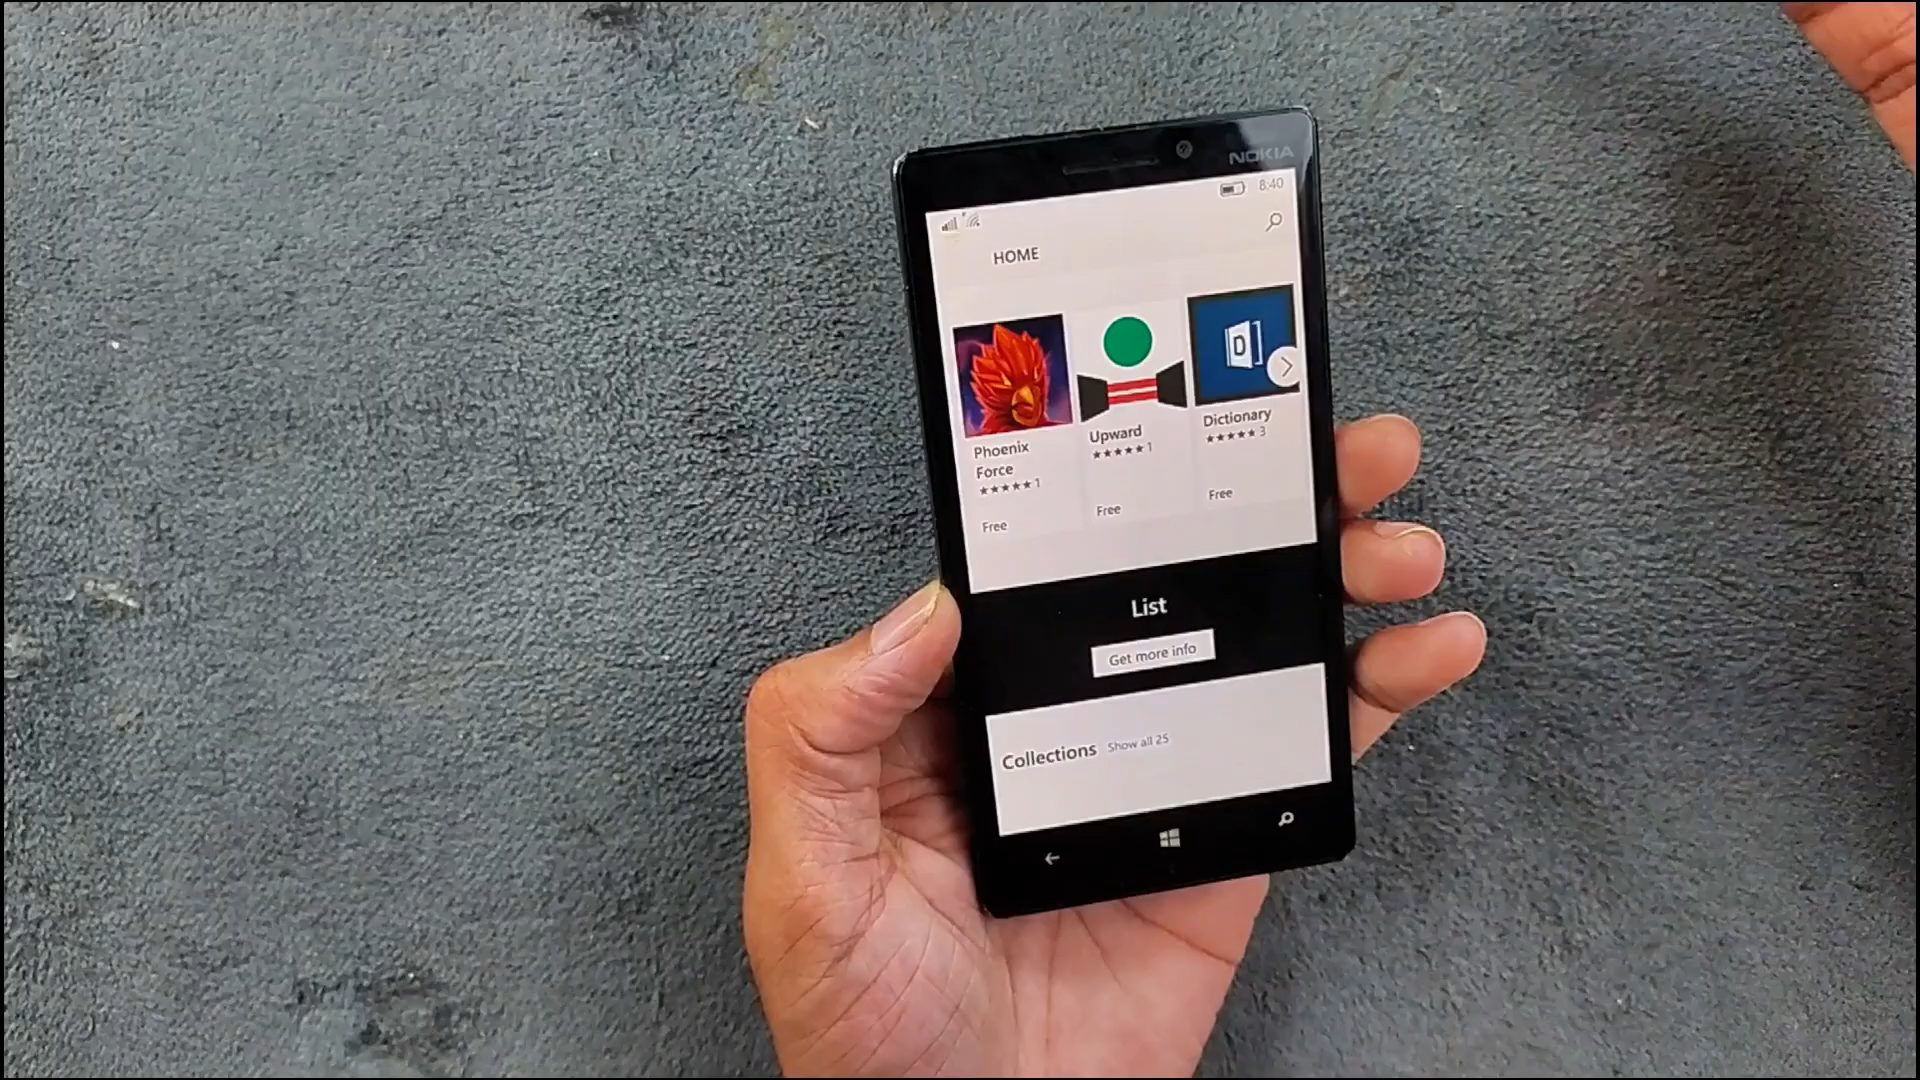 NOKIA
8:40
HOME
Phoenix
Force
1
Free
Upward
1
Free
D
Dictionary
3
Free
List
Get more info
Collections Show all 25